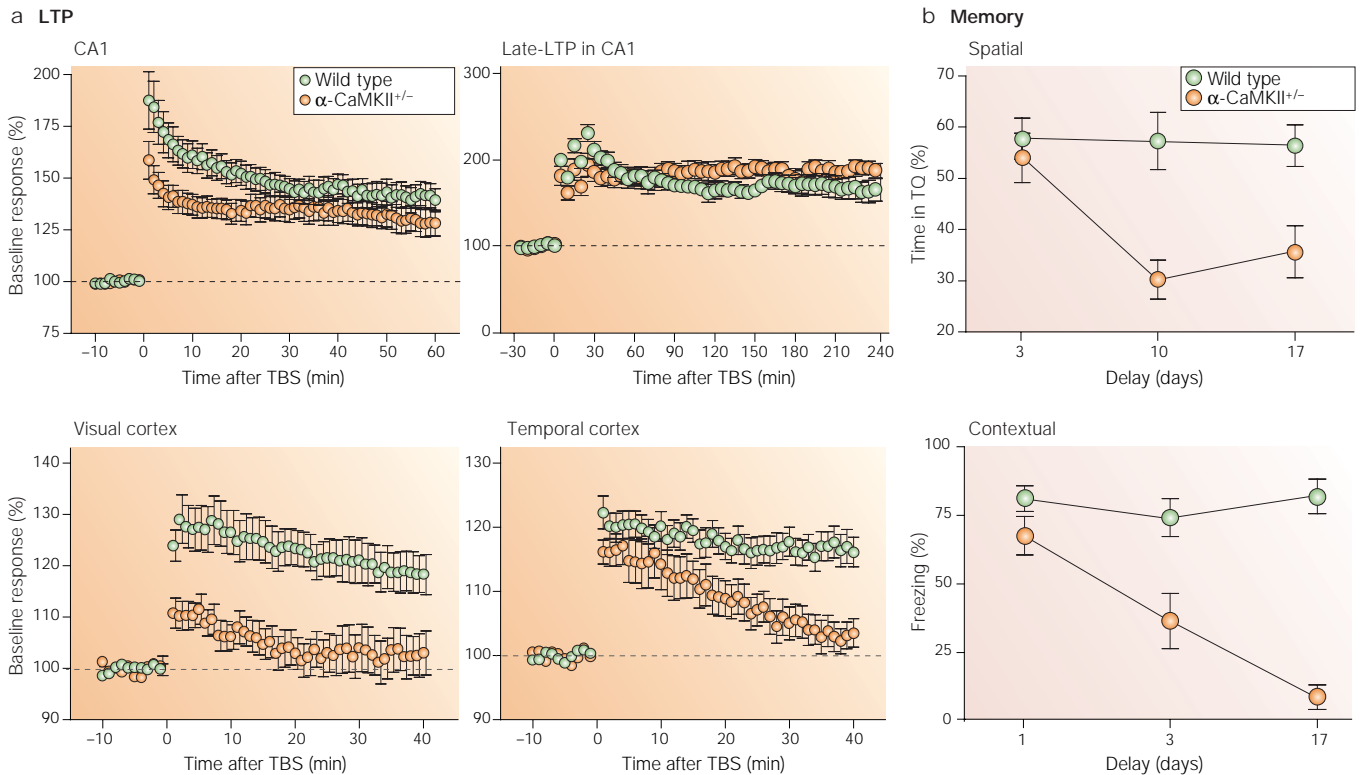 a LTP
CA1
Baseline response (%)
200
175
150
125
100
75
–10 0 10 20 30 40 50 60
Time after TBS (min)
Wild type
α-CaMKII+/–
Late-LTP in CA1
300
200
100
0
–30 0 30 60 90 120 150 180 210 240
Time after TBS (min)
b Memory
Spatial
Time in TQ (%)
70
60
50
40
30
20
3 10 17
Delay (days)
Wild type
α-CaMKII+/–
Visual cortex
Baseline response (%)
140
130
120
110
100
90
–10 0 10 20 30 40
Time after TBS (min)
Temporal cortex
130
120
110
100
90
–10 0 10 20 30 40
Time after TBS (min)
Contextual
Freezing (%)
100
75
50
25
0
1 3 17
Delay (days)